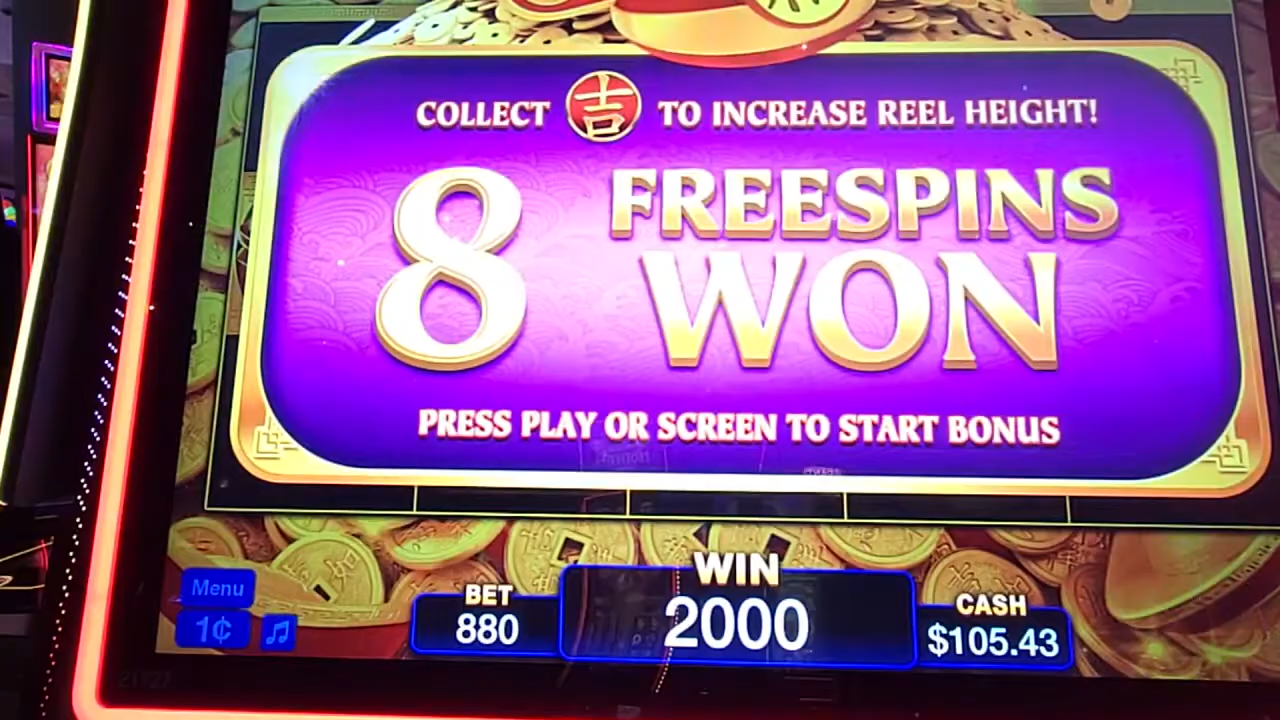 COLLECT 吉 TO INCREASE REEL HEIGHT!
8 FREESPINS
WON
PRESS PLAY OR SCREEN TO START BONUS
Menu
1¢
BET
880
WIN
2000
CASH
$105.43